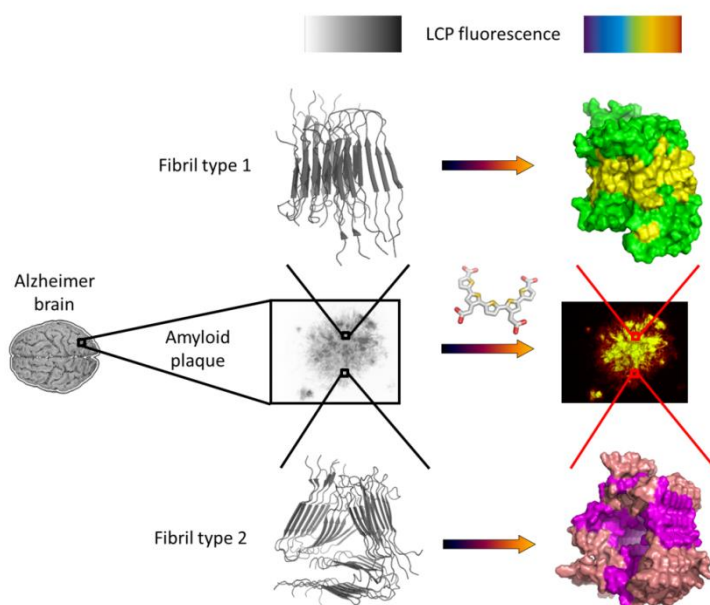 LCP fluorescence
Fibril type 1
Alzheimer
brain
Amyloid
plaque
Fibril type 2